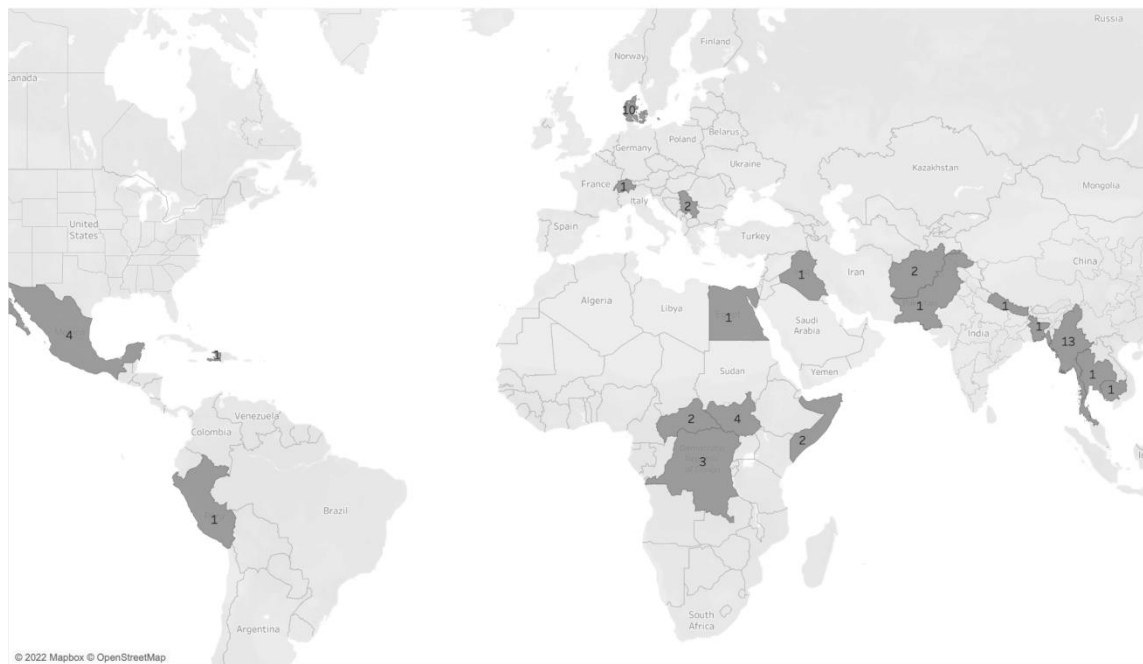 Russia
Canada
Finland
Norway
10
Poland
Belarus
Germany
Ukraine
Kazakhstan
France
1
Mongolia
Italy
2
United
States
Spain
Turkey
China
2
Iran
1
Algeria
Libya
1
1
Saudi
Arabia
India
1
1
13
4
1
Sudan
Yemen
1
1
Venezuela
Colombia
2
4
2
3
Brazil
1
South
Africa
Argentina
© 2022 Mapbox © OpenStreetMap